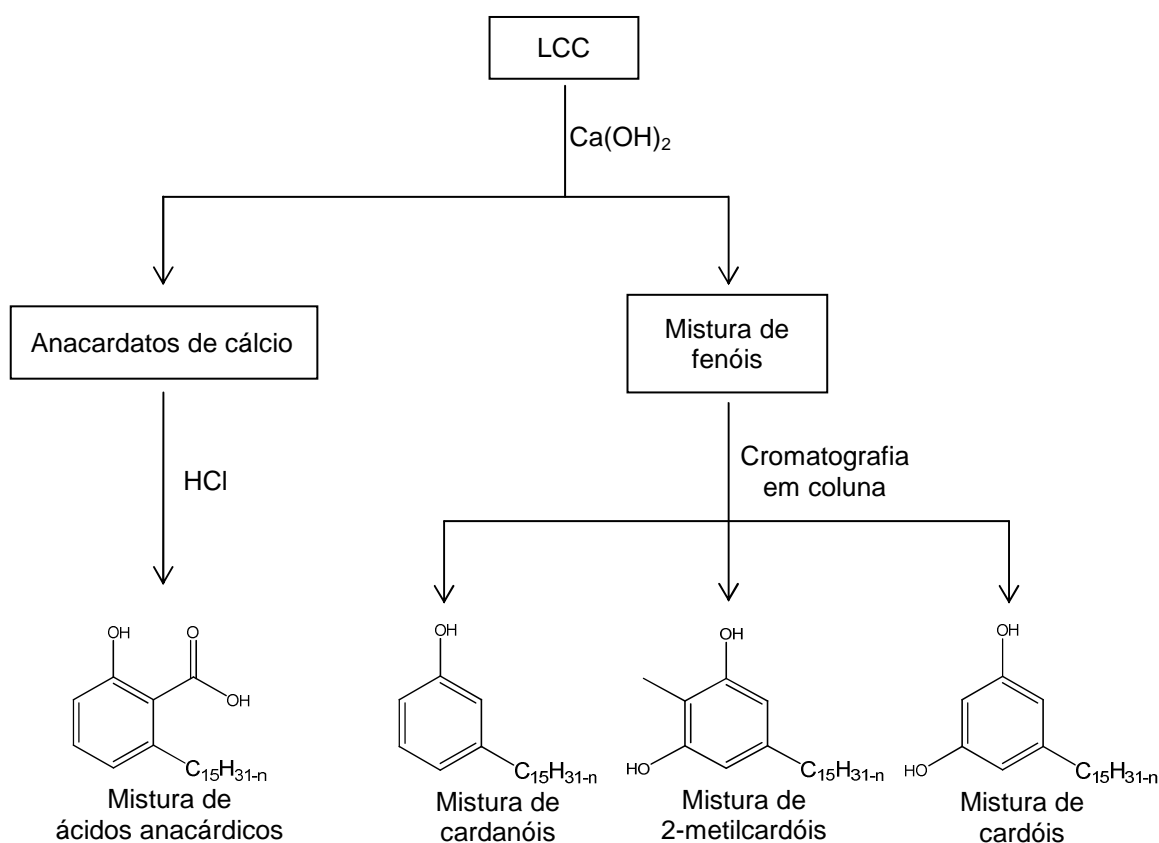 LCC
Ca(OH)₂
Anacardatos de cálcio
Mistura de
fenóis
HCl
Cromatografia
em coluna
OH
O
OH
C₁₅H₃₁₋ₙ
Mistura de
ácidos anacárdicos
OH
C₁₅H₃₁₋ₙ
Mistura de
cardanóis
OH
HO
C₁₅H₃₁₋ₙ
Mistura de
2-metilcardóis
OH
HO
C₁₅H₃₁₋ₙ
Mistura de
cardóis